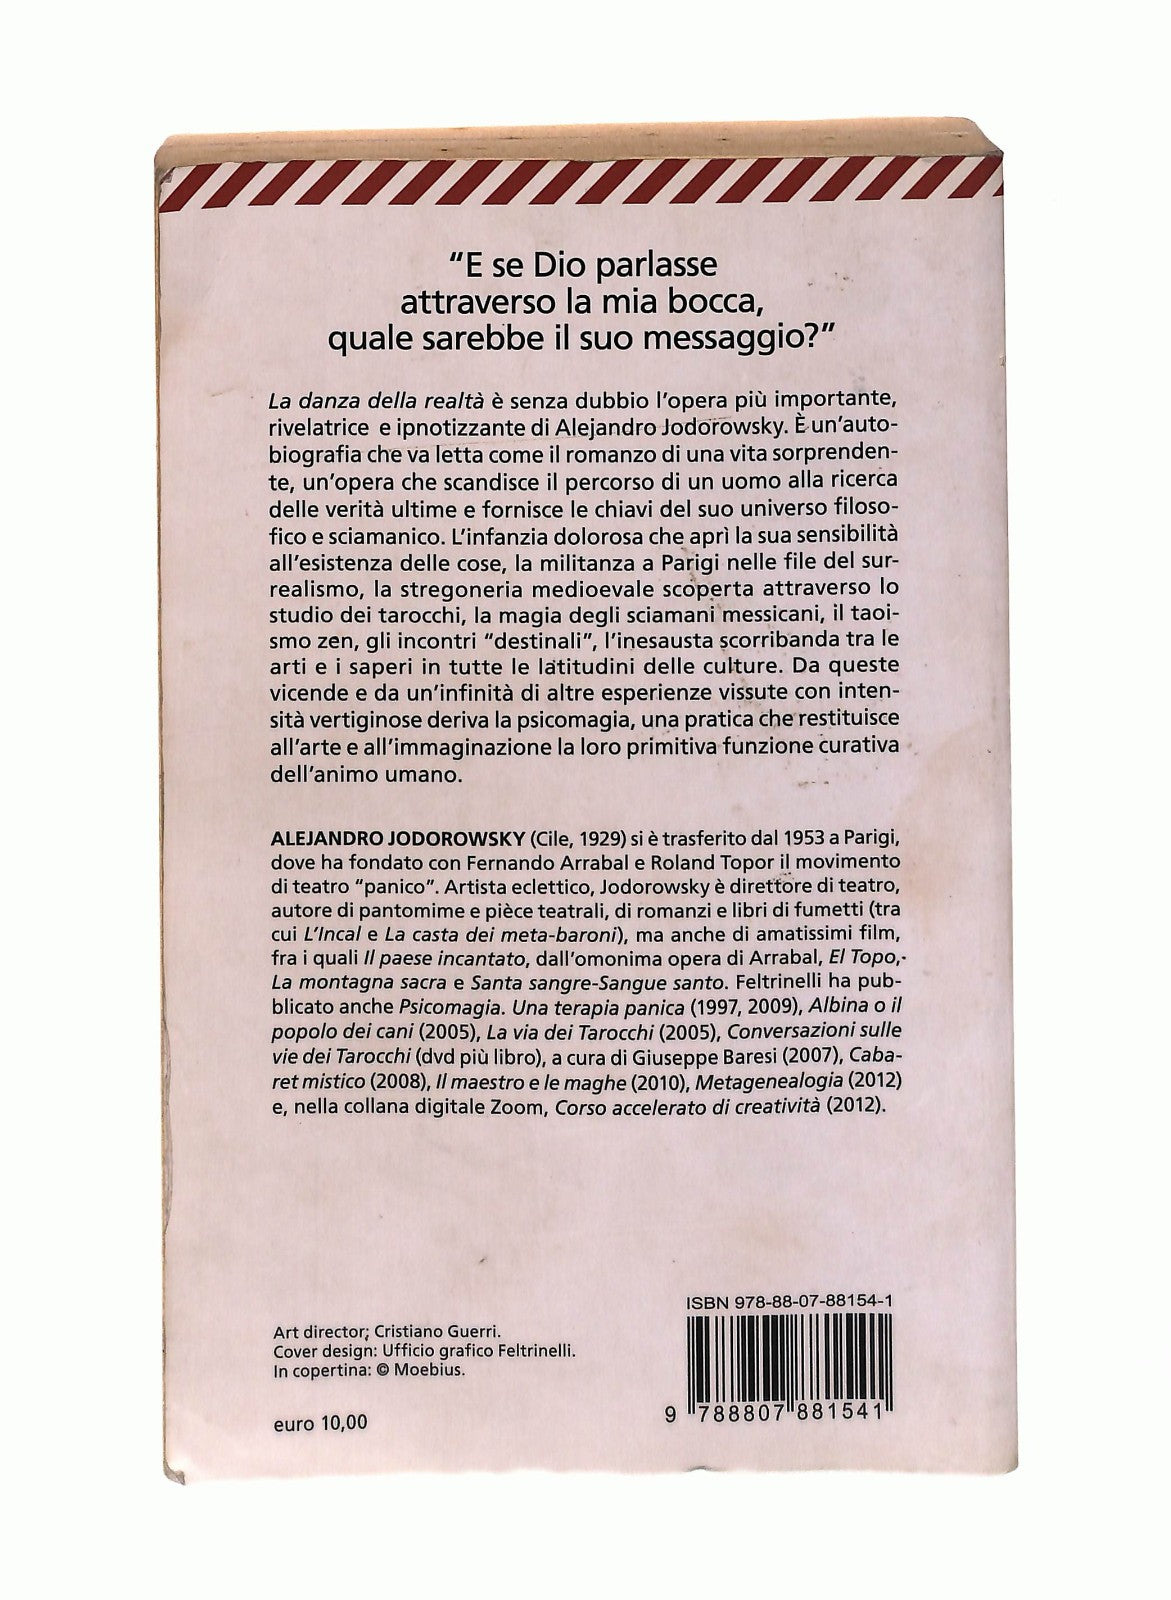 “E se Dio parlasse
attraverso la mia bocca,
quale sarebbe il suo messaggio?”
La danza della realtà è senza dubbio l’opera più importante,
rivelatrice e ipnotizzante di Alejandro Jodorowsky. È un’auto-
biografia che va letta come il romanzo di una vita sorprenden-
te, un’opera che scandisce il percorso di un uomo alla ricerca
delle verità ultime e fornisce le chiavi del suo universo filoso-
fico e sciamanico. L’infanzia dolorosa che aprì la sua sensibilità
all’esistenza delle cose, la militanza a Parigi nelle file del sur-
realismo, la stregoneria medioevale scoperta attraverso lo
studio dei tarocchi, la magia degli sciamani messicani, il taoi-
smo zen, gli incontri “destinali”, l’inesausta scorribanda tra le
arti e i saperi in tutte le latitudini delle culture. Da queste
vicende e da un’infinità di altre esperienze vissute con inten-
sità vertiginose deriva la psicomagia, una pratica che restituisce
all’arte e all’immaginazione la loro primitiva funzione curativa
dell’animo umano.
ALEJANDRO JODOROWSKY (Cile, 1929) si è trasferito dal 1953 a Parigi,
dove ha fondato con Fernando Arrabal e Roland Topor il movimento
di teatro “panico”. Artista eclettico, Jodorowsky è direttore di teatro,
autore di pantomime e pièce teatrali, di romanzi e libri di fumetti (tra
cui L’Incal e La casta dei meta-baroni), ma anche di amatissimi film,
fra i quali Il paese incantato, dall’omonima opera di Arrabal, El Topo,
La montagna sacra e Santa sangre-Sangue santo. Feltrinelli ha pub-
blicato anche Psicomagia. Una terapia panica (1997, 2009), Albina o il
popolo dei cani (2005), La via dei Tarocchi (2005), Conversazioni sulle
vie dei Tarocchi (dvd più libro), a cura di Giuseppe Baresi (2007), Caba-
ret mistico (2008), Il maestro e le maghe (2010), Metagenealogia (2012)
e, nella collana digitale Zoom, Corso accelerato di creatività (2012).
ISBN 978-88-07-88154-1
Art director: Cristiano Guerri.
Cover design: Ufficio grafico Feltrinelli.
In copertina: © Moebius.
euro 10,00
9 788807 881541